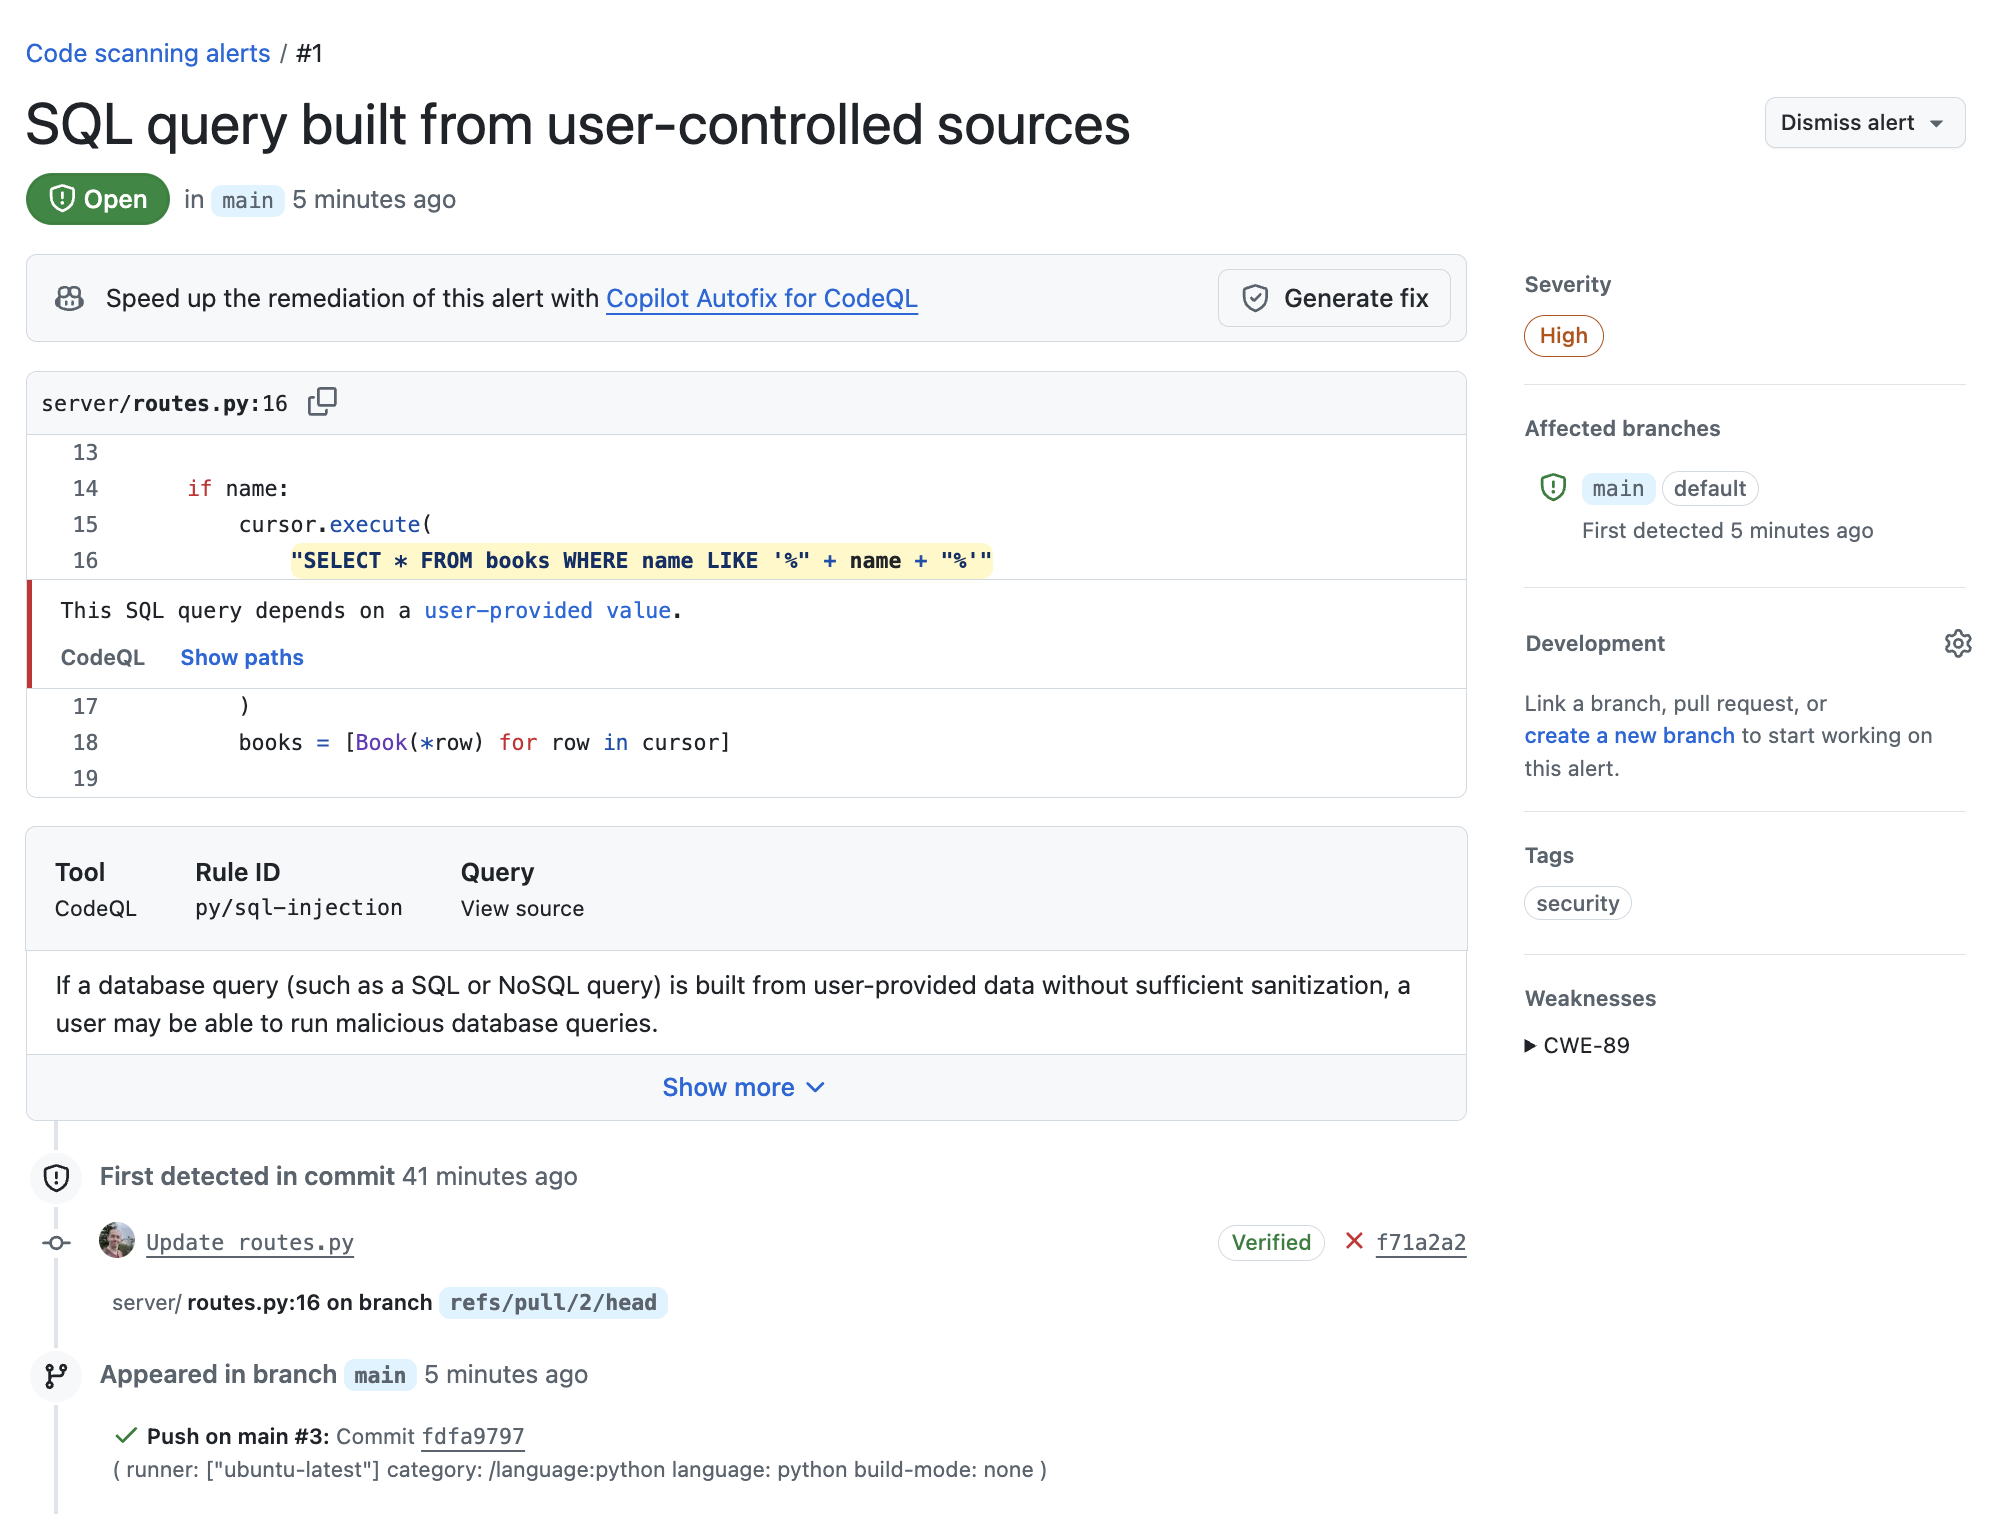 Code scanning alerts / #1
SQL query built from user-controlled sources
Dismiss alert
Open in main 5 minutes ago
Speed up the remediation of this alert with Copilot Autofix for CodeQL
Generate fix
server/routes.py:16
13
14 if name:
15 cursor.execute(
16 "SELECT * FROM books WHERE name LIKE '%" + name + "%'"
This SQL query depends on a user-provided value.
CodeQL Show paths
17 )
18 books = [Book(*row) for row in cursor]
19
Tool Rule ID Query
CodeQL py/sql-injection View source
If a database query (such as a SQL or NoSQL query) is built from user-provided data without sufficient sanitization, a
user may be able to run malicious database queries.
Show more
First detected in commit 41 minutes ago
Update routes.py Verified f71a2a2
server/routes.py:16 on branch refs/pull/2/head
Appeared in branch main 5 minutes ago
Push on main #3: Commit fdfa9797
( runner: ["ubuntu-latest"] category: /language:python language: python build-mode: none )
Severity
High
Affected branches
main default
First detected 5 minutes ago
Development
Link a branch, pull request, or
create a new branch to start working on
this alert.
Tags
security
Weaknesses
CWE-89